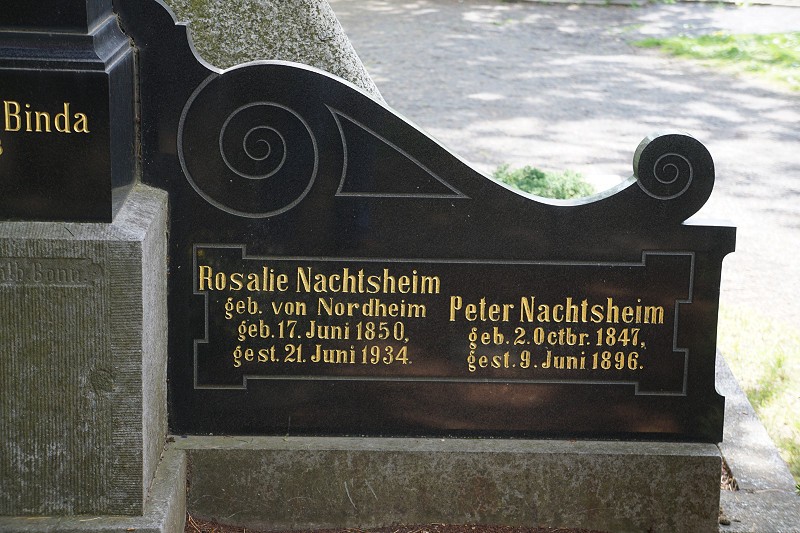 Binda
Rosalie Nachtsheim
geb. von Nordheim
geb. 17. Juni 1850,
gest. 21. Juni 1934.
Peter Nachtsheim
geb. 2. Octbr. 1847,
gest. 9. Juni 1896.
Bonn